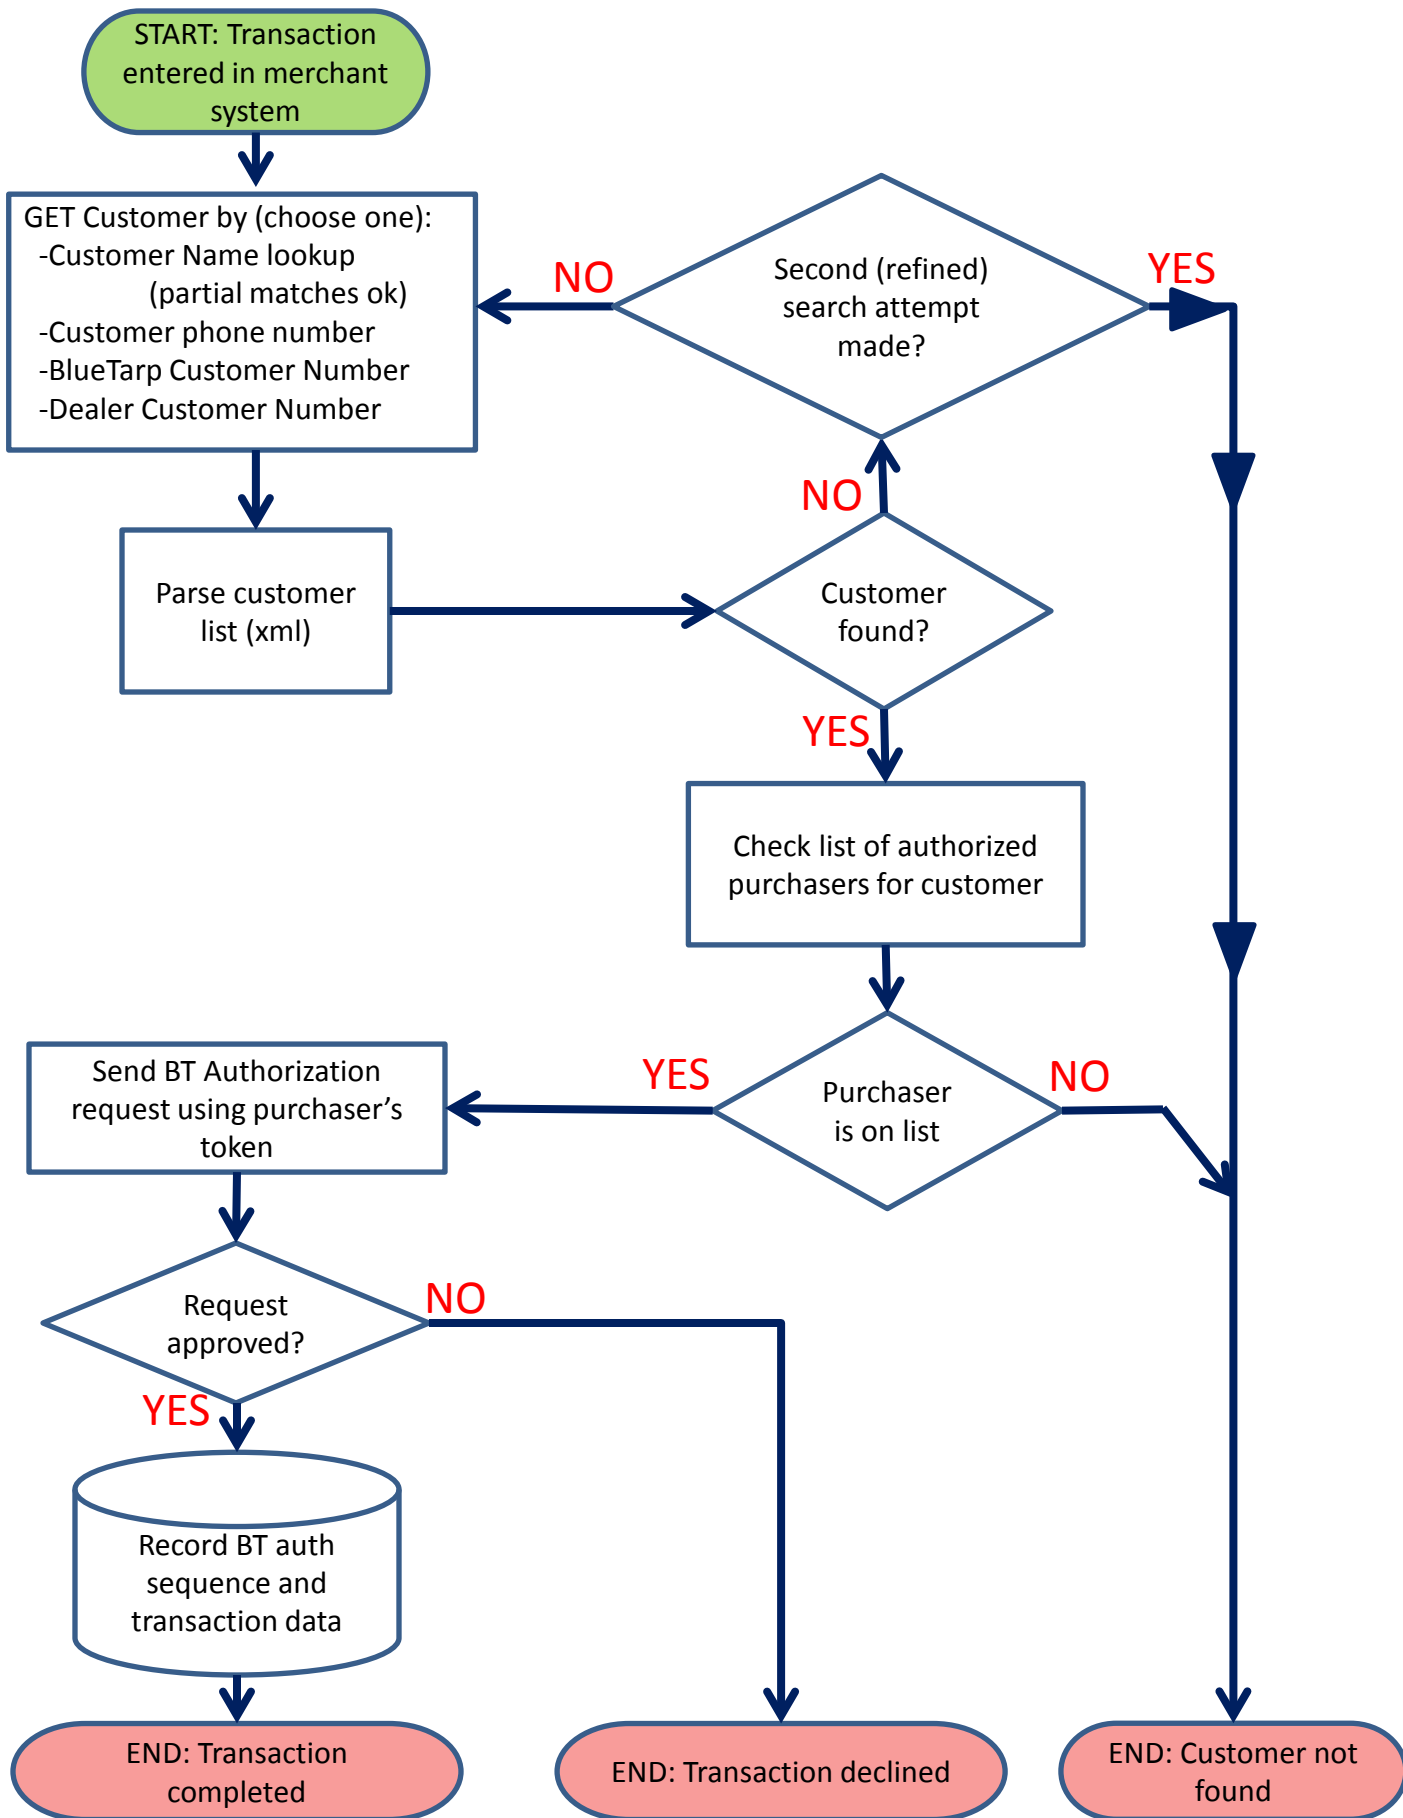 START: Transaction
entered in merchant
system
GET Customer by (choose one):
-Customer Name lookup
(partial matches ok)
-Customer phone number
-BlueTarp Customer Number
-Dealer Customer Number
NO
Second (refined)
search attempt
made?
YES
NO
Parse customer
list (xml)
Customer
found?
YES
Check list of authorized
purchasers for customer
Send BT Authorization
request using purchaser’s
token
YES
Purchaser
is on list
NO
Request
approved?
NO
YES
Record BT auth
sequence and
transaction data
END: Transaction
completed
END: Transaction declined
END: Customer not
found